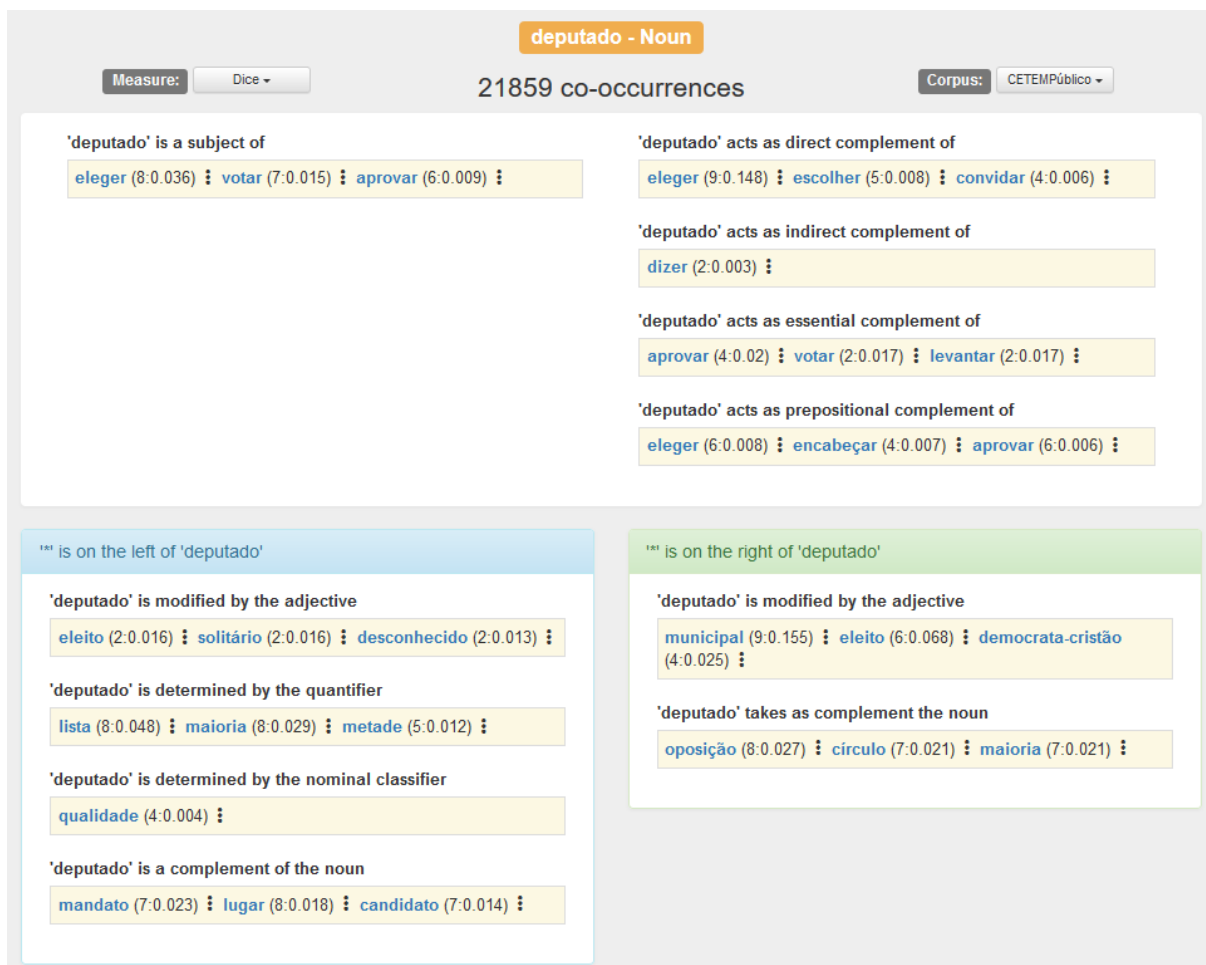 deputado - Noun
Measure: Dice
21859 co-occurrences
Corpus: CETEMPúblico
'deputado' is a subject of
eleger (8:0.036) ⋮ votar (7:0.015) ⋮ aprovar (6:0.009) ⋮
'deputado' acts as direct complement of
eleger (9:0.148) ⋮ escolher (5:0.008) ⋮ convidar (4:0.006) ⋮
'deputado' acts as indirect complement of
dizer (2:0.003) ⋮
'deputado' acts as essential complement of
aprovar (4:0.02) ⋮ votar (2:0.017) ⋮ levantar (2:0.017) ⋮
'deputado' acts as prepositional complement of
eleger (6:0.008) ⋮ encabeçar (4:0.007) ⋮ aprovar (6:0.006) ⋮
'*' is on the left of 'deputado'
'deputado' is modified by the adjective
eleito (2:0.016) ⋮ solitário (2:0.016) ⋮ desconhecido (2:0.013) ⋮
'deputado' is determined by the quantifier
lista (8:0.048) ⋮ maioria (8:0.029) ⋮ metade (5:0.012) ⋮
'deputado' is determined by the nominal classifier
qualidade (4:0.004) ⋮
'deputado' is a complement of the noun
mandato (7:0.023) ⋮ lugar (8:0.018) ⋮ candidato (7:0.014) ⋮
'*' is on the right of 'deputado'
'deputado' is modified by the adjective
municipal (9:0.155) ⋮ eleito (6:0.068) ⋮ democrata-cristão
(4:0.025) ⋮
'deputado' takes as complement the noun
oposição (8:0.027) ⋮ círculo (7:0.021) ⋮ maioria (7:0.021) ⋮